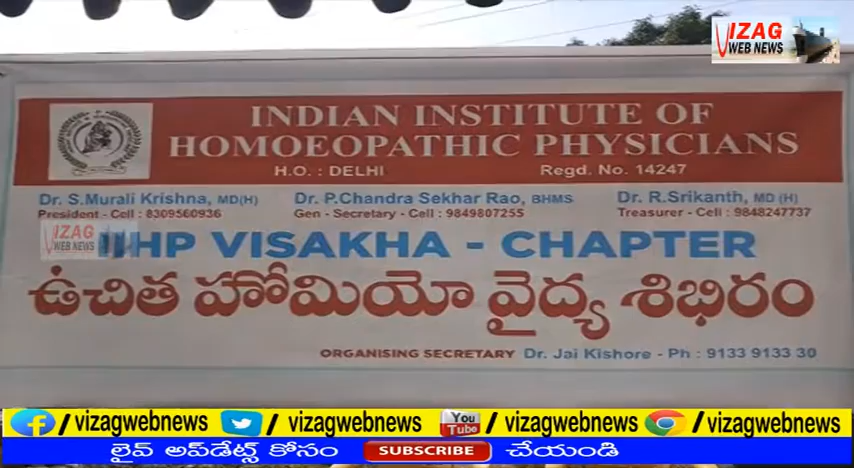 VIZAG
WEB NEWS
INDIAN INSTITUTE OF
HOMOEOPATHIC PHYSICIANS
H.O. : DELHI Regd. No. 14247
Dr. S.Murali Krishna, MD(H) Dr. P.Chandra Sekhar Rao, BHMS Dr. R.Srikanth, MD (H)
President - Cell : 8309560936 Gen - Secretary - Cell : 9849807255 Treasurer - Cell : 9848247737
VIZAG
WEB NEWS
IIHP VISAKHA - CHAPTER
ఉచిత హోమియో వైద్య శిబిరం
ORGANISING SECRETARY Dr. Jai Kishore - Ph : 9133 9133 30
/vizagwebnews /vizagwebnews You Tube /vizagwebnews /vizagwebnews
లైవ్ అప్‌డేట్స్ కోసం SUBSCRIBE చేయండి